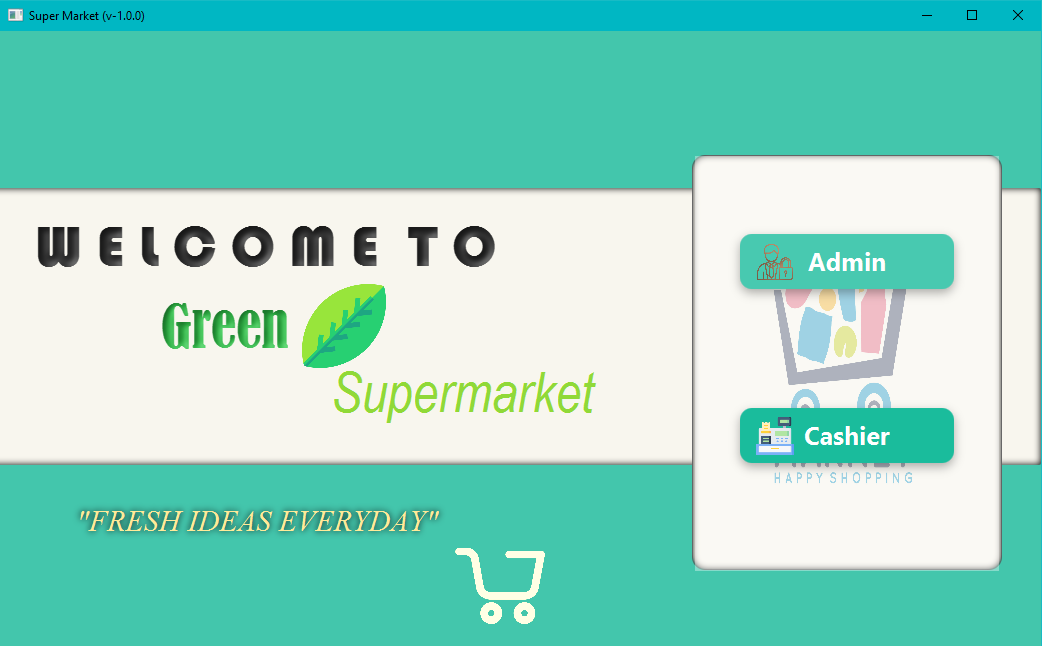 Super Market (v-1.0.0)
WELCOME TO
Green
Supermarket
"FRESH IDEAS EVERYDAY"
Admin
Cashier
HAPPY SHOPPING